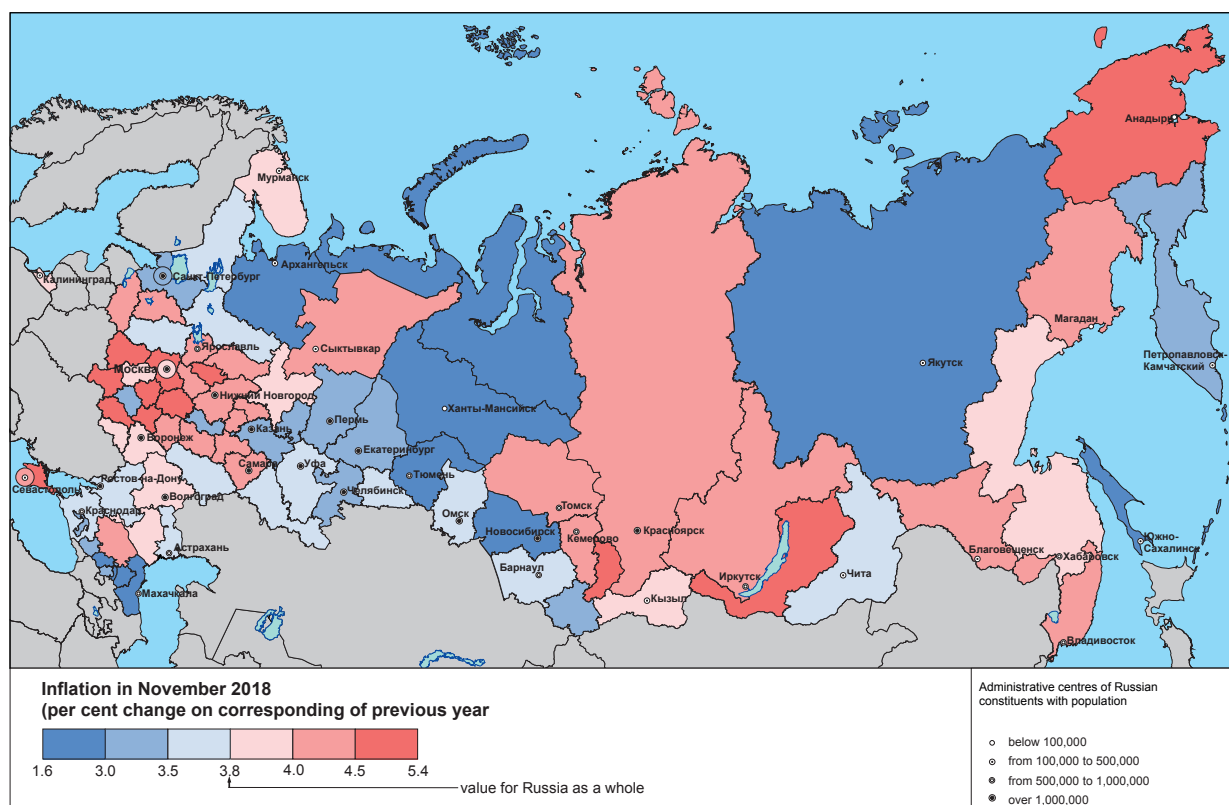 Анадырь
Мурманск
Архангельск
Калининград
Санкт-Петербург
Магадан
Ярославль
Сыктывкар
Петропавловск-
Камчатский
Москва
Якутск
Нижний Новгород
Ханты-Мансийск
Пермь
Казань
Воронеж
Екатеринбург
Самара
Уфа
Тюмень
Севастополь
Ростов-на-Дону
Челябинск
Волгоград
Томск
Краснодар
Омск
Новосибирск
Кемерово
Красноярск
Южно-
Сахалинск
Астрахань
Благовещенск
Хабаровск
Барнаул
Иркутск
Чита
Махачкала
Кызыл
Владивосток
Inflation in November 2018
(per cent change on corresponding of previous year
1.6 3.0 3.5 3.8 4.0 4.5 5.4
value for Russia as a whole
Administrative centres of Russian
constituents with population
below 100,000
from 100,000 to 500,000
from 500,000 to 1,000,000
over 1,000,000